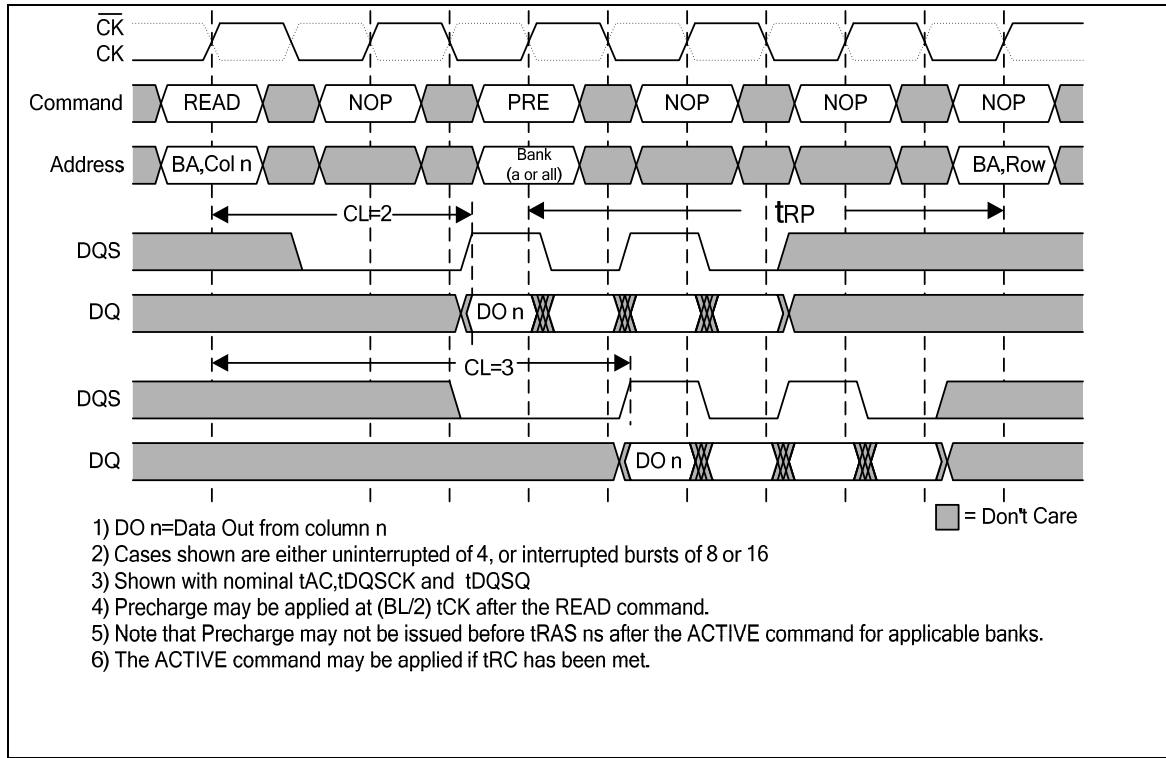 CK
CK
Command READ NOP PRE NOP NOP NOP
Address BA,Col n Bank (a or all) BA,Row
CL=2 tRP
DQS
DQ DO n
CL=3
DQS
DQ DO n
= Don't Care
1) DO n=Data Out from column n
2) Cases shown are either uninterrupted of 4, or interrupted bursts of 8 or 16
3) Shown with nominal tAC,tDQSCK and tDQSQ
4) Precharge may be applied at (BL/2) tCK after the READ command.
5) Note that Precharge may not be issued before tRAS ns after the ACTIVE command for applicable banks.
6) The ACTIVE command may be applied if tRC has been met.